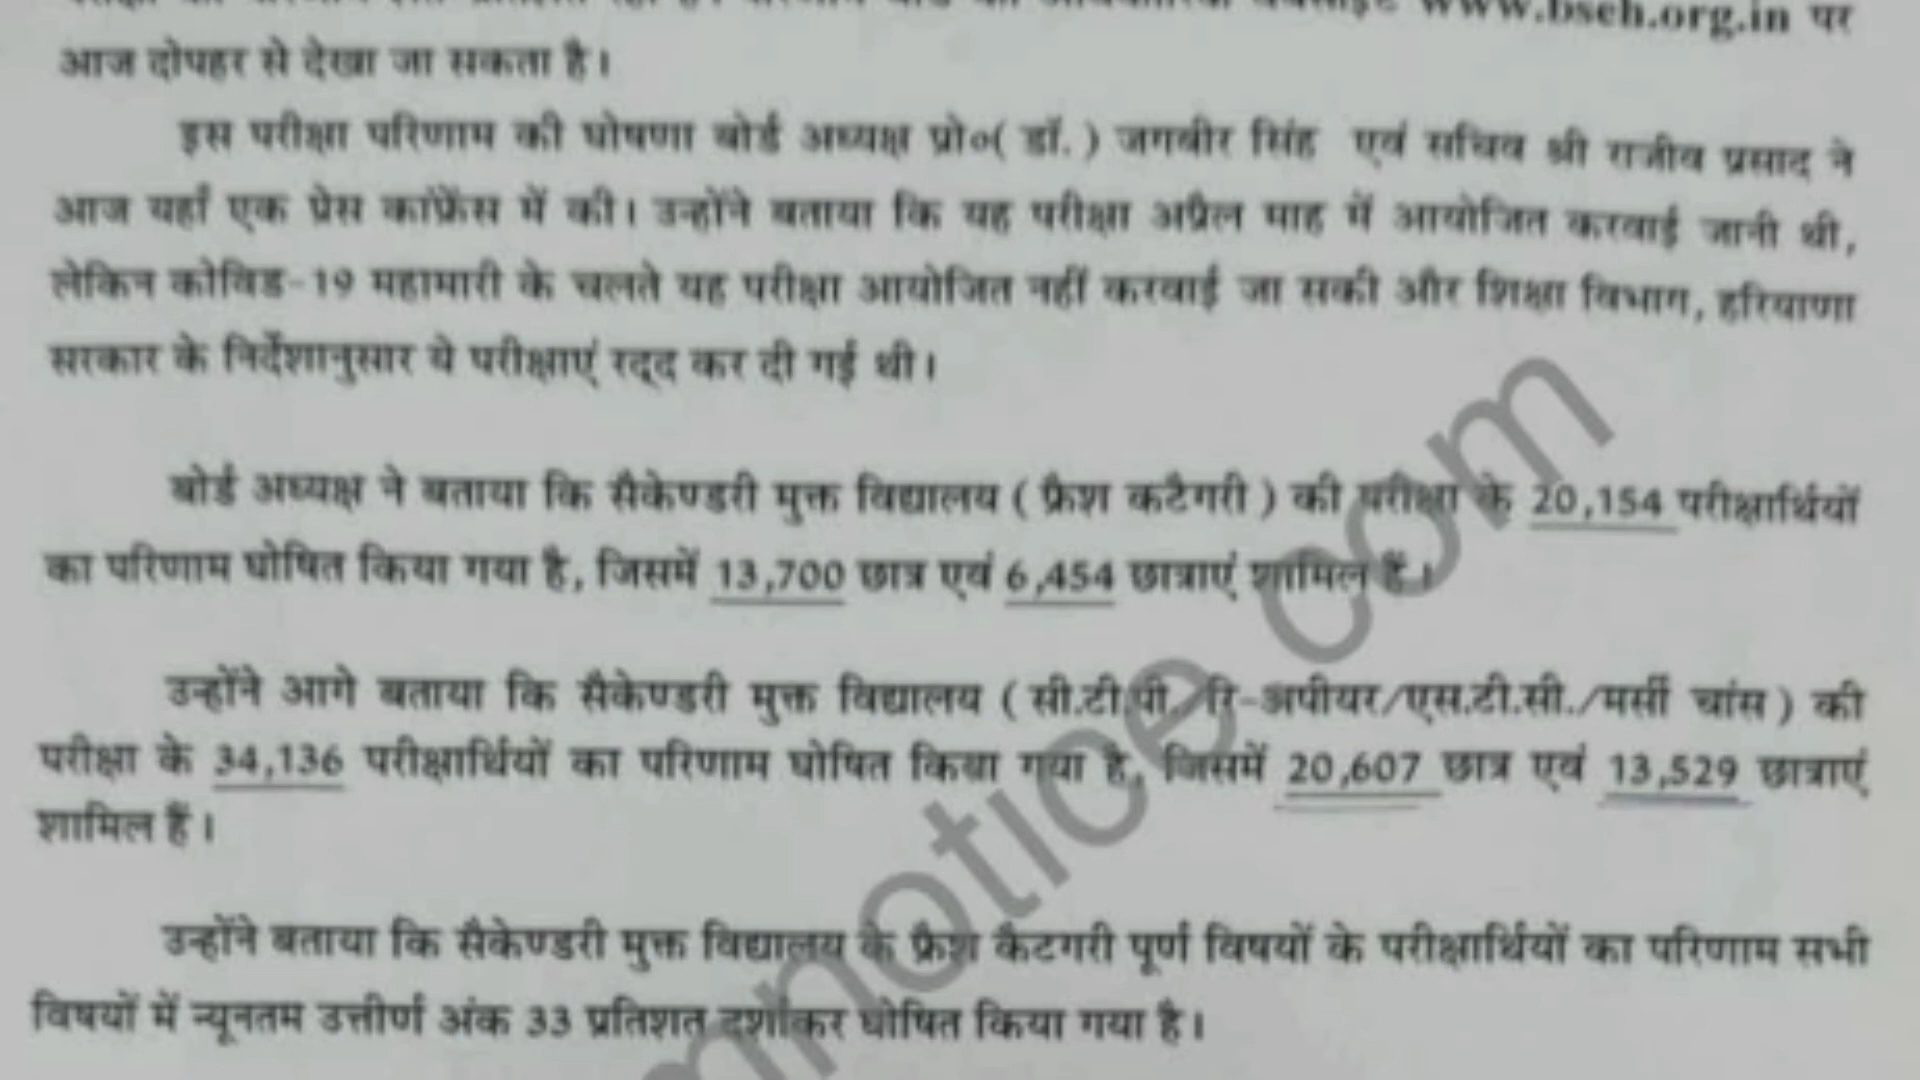 www.bseh.org.in पर
आज दोपहर से देखा जा सकता है।
इस परीक्षा परिणाम की घोषणा बोर्ड अध्यक्ष प्रो०( डॉ. ) जगबीर सिंह एवं सचिव श्री राजीव प्रसाद ने
आज यहाँ एक प्रेस कांफ्रेंस में की। उन्होंने बताया कि यह परीक्षा अप्रैल माह में आयोजित करवाई जानी थी,
लेकिन कोविड-19 महामारी के चलते यह परीक्षा आयोजित नहीं करवाई जा सकी और शिक्षा विभाग, हरियाणा
सरकार के निर्देशानुसार ये परीक्षाएं रद्द कर दी गई थी।
बोर्ड अध्यक्ष ने बताया कि सैकेण्डरी मुक्त विद्यालय ( फ्रैश कटैगरी ) की परीक्षा के 20,154 परीक्षार्थियों
का परिणाम घोषित किया गया है, जिसमें 13,700 छात्र एवं 6,454 छात्राएं शामिल हैं।
उन्होंने आगे बताया कि सैकेण्डरी मुक्त विद्यालय ( सी.टी.पी. रि-अपीयर/एस.टी.सी./मर्सी चांस ) की
परीक्षा के 34,136 परीक्षार्थियों का परिणाम घोषित किया गया है, जिसमें 20,607 छात्र एवं 13,529 छात्राएं
शामिल हैं।
उन्होंने बताया कि सैकेण्डरी मुक्त विद्यालय के फ्रैश कैटगरी पूर्ण विषयों के परीक्षार्थियों का परिणाम सभी
विषयों में न्यूनतम उत्तीर्ण अंक 33 प्रतिशत दर्शाकर घोषित किया गया है।
notice.com